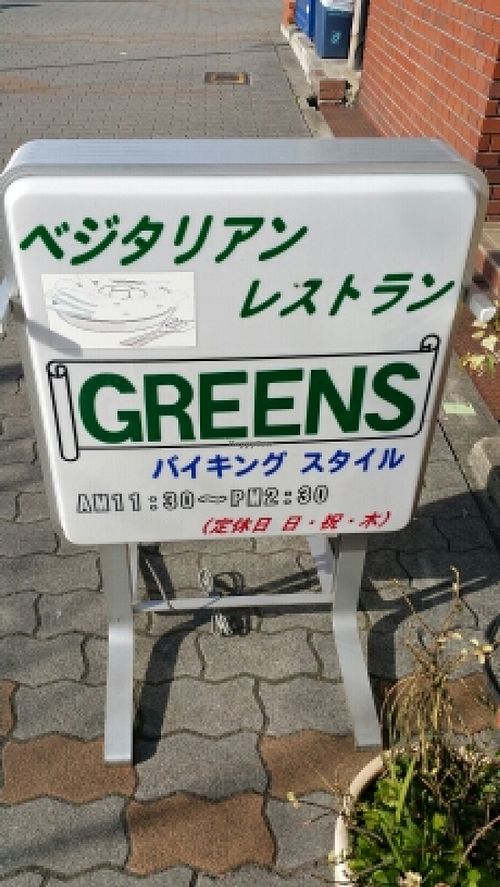 ベジタリアン
レストラン
GREENS
HappyCow
バイキング スタイル
AM11:30〜PM2:30
(定休日 日・祝・木)